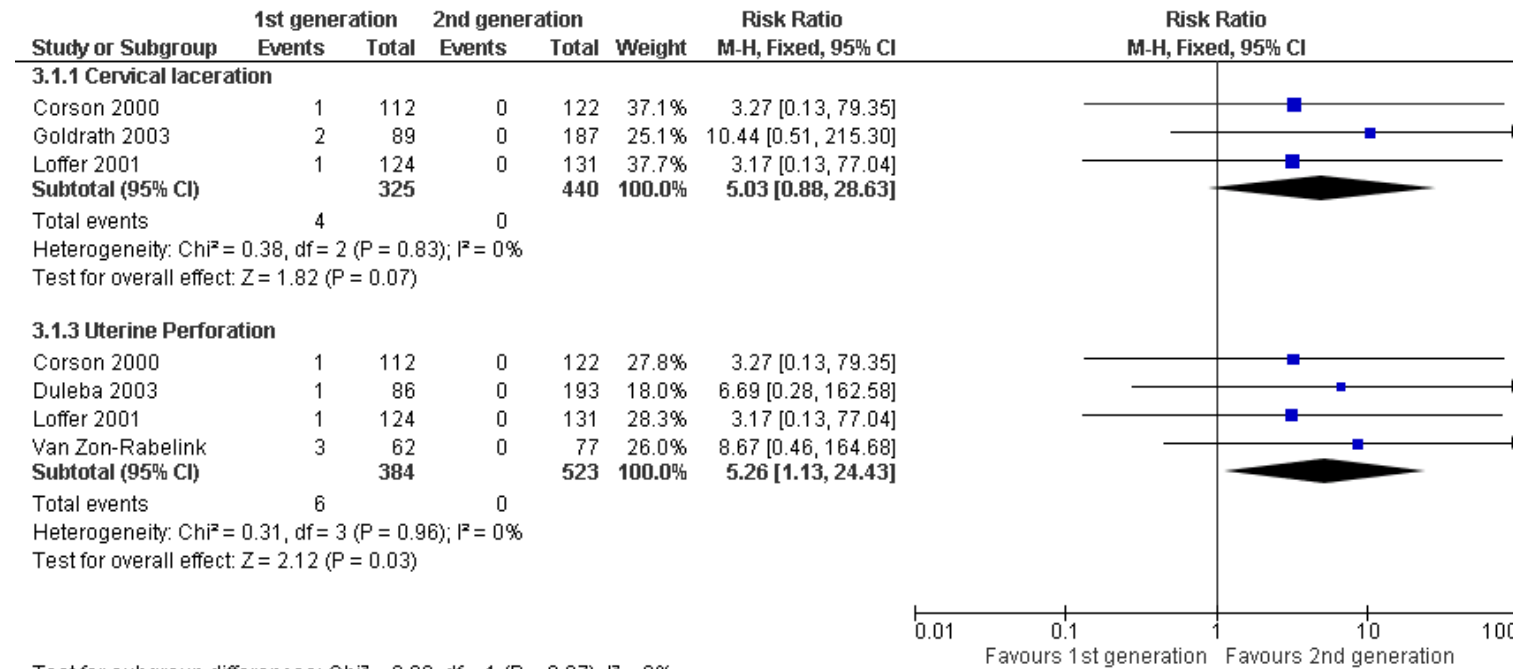 1st generation 2nd generation Risk Ratio Risk Ratio
Study or Subgroup Events Total Events Total Weight M-H, Fixed, 95% CI M-H, Fixed, 95% CI
3.1.1 Cervical laceration
Corson 2000 1 112 0 122 37.1% 3.27 [0.13, 79.35]
Goldrath 2003 2 89 0 187 25.1% 10.44 [0.51, 215.30]
Loffer 2001 1 124 0 131 37.7% 3.17 [0.13, 77.04]
Subtotal (95% CI) 325 440 100.0% 5.03 [0.88, 28.63]
Total events 4 0
Heterogeneity: Chi² = 0.38, df = 2 (P = 0.83); I² = 0%
Test for overall effect: Z = 1.82 (P = 0.07)
3.1.3 Uterine Perforation
Corson 2000 1 112 0 122 27.8% 3.27 [0.13, 79.35]
Duleba 2003 1 86 0 193 18.0% 6.69 [0.28, 162.58]
Loffer 2001 1 124 0 131 28.3% 3.17 [0.13, 77.04]
Van Zon-Rabelink 3 62 0 77 26.0% 8.67 [0.46, 164.68]
Subtotal (95% CI) 384 523 100.0% 5.26 [1.13, 24.43]
Total events 6 0
Heterogeneity: Chi² = 0.31, df = 3 (P = 0.96); I² = 0%
Test for overall effect: Z = 2.12 (P = 0.03)
0.01 0.1 1 10 100
Favours 1st generation Favours 2nd generation